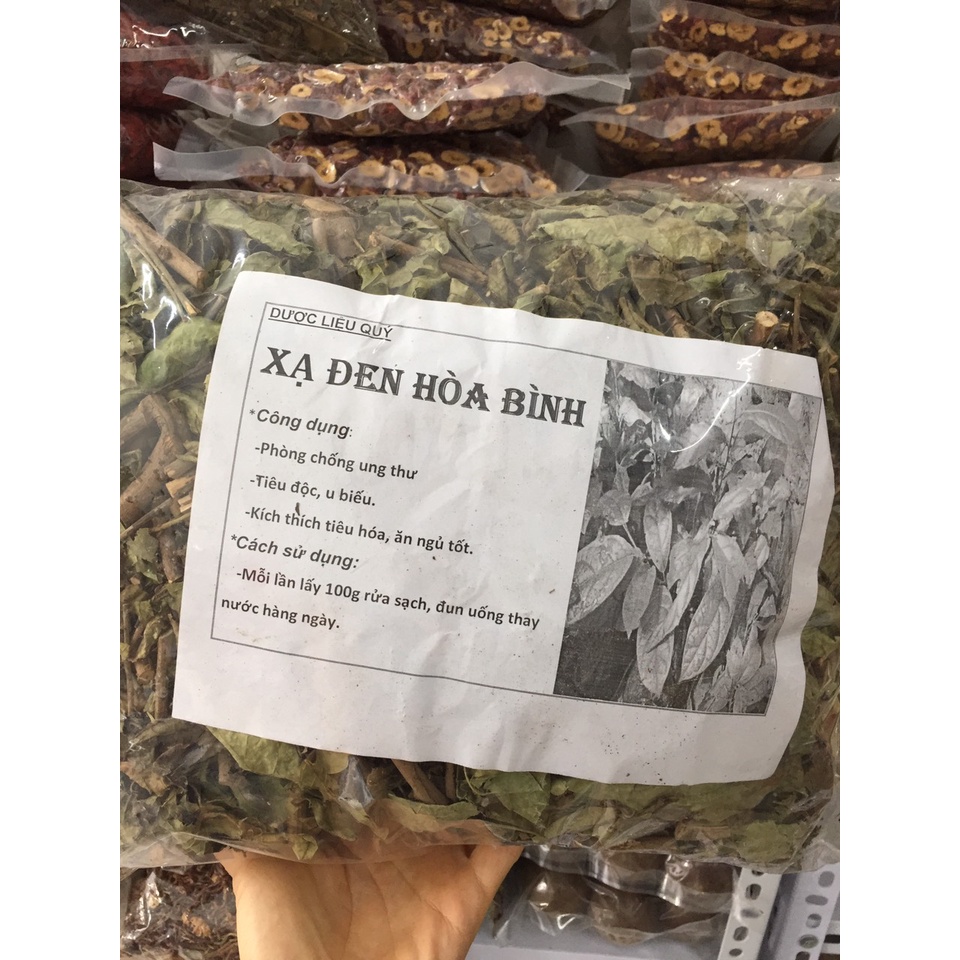 DƯỢC LIỆU QUÝ
XẠ ĐEN HÒA BÌNH
*Công dụng:
-Phòng chống ung thư
-Tiêu độc, u biếu.
-Kích thích tiêu hóa, ăn ngủ tốt.
*Cách sử dụng:
-Mỗi lần lấy 100g rửa sạch, đun uống thay
nước hàng ngày.